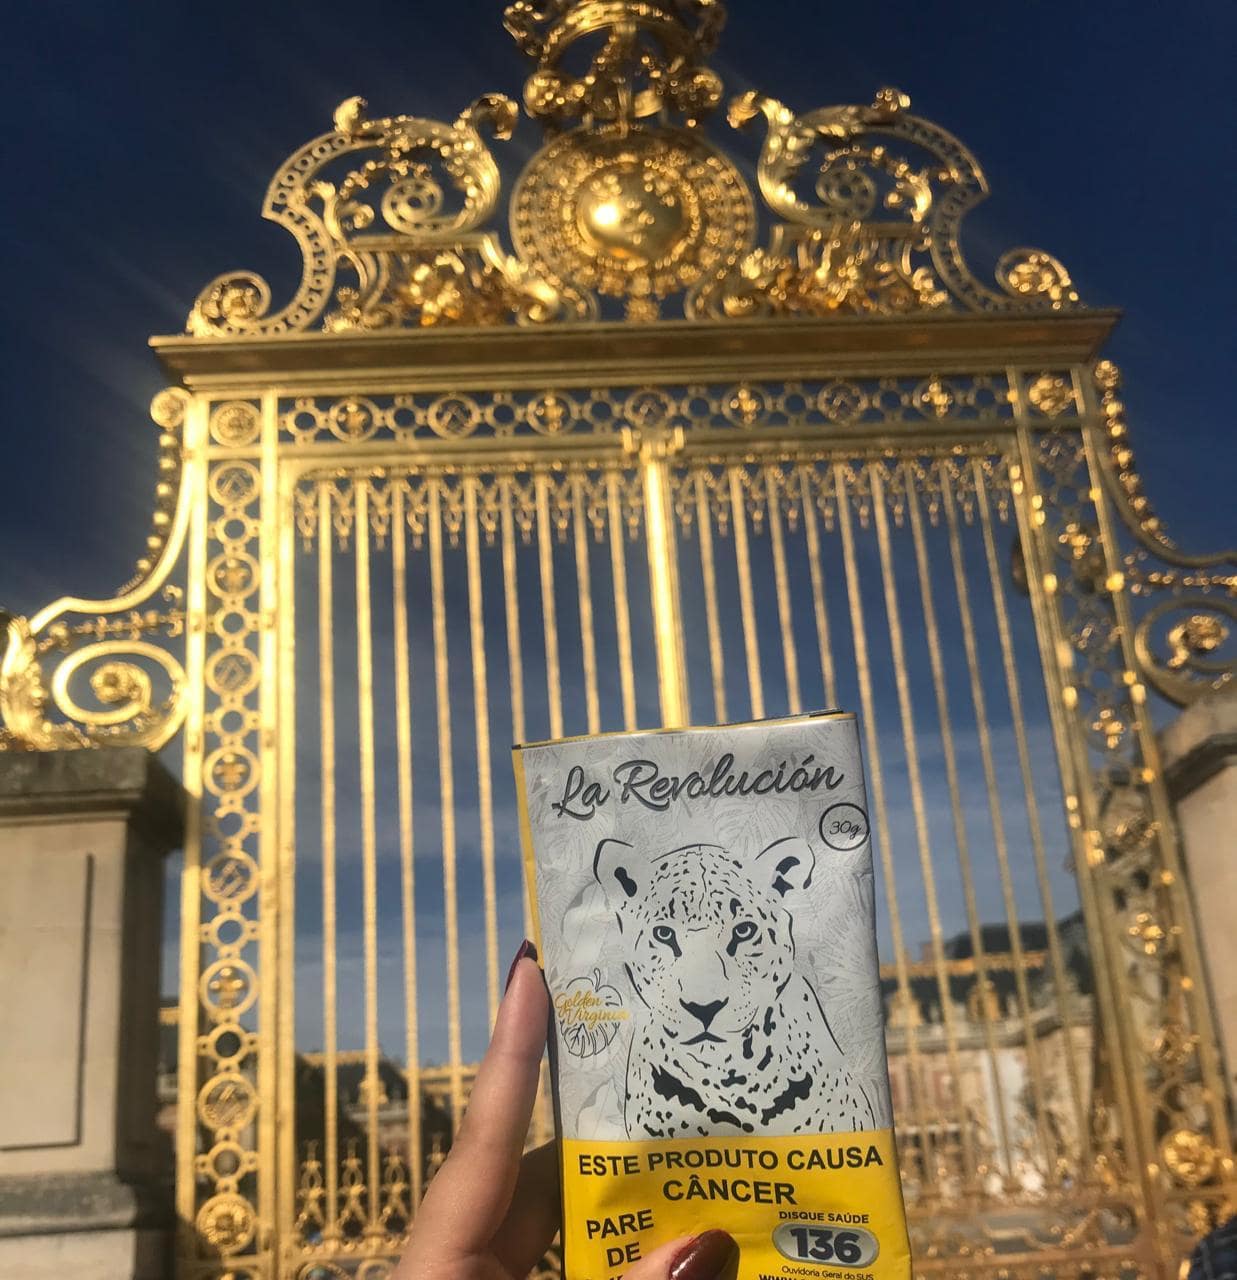 La Revolución
30g
Golden
Virginia
ESTE PRODUTO CAUSA
CÂNCER
PARE
DE
DISQUE SAÚDE
136
Ouvidoria Geral do SUS